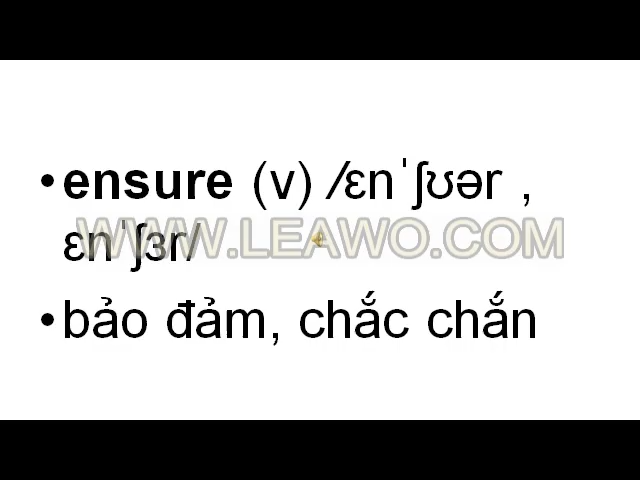 •ensure (v) /ɛnˈʃʊər ,
ɛnˈʃɜr/
WWW.LEAWO.COM
•bảo đảm, chắc chắn